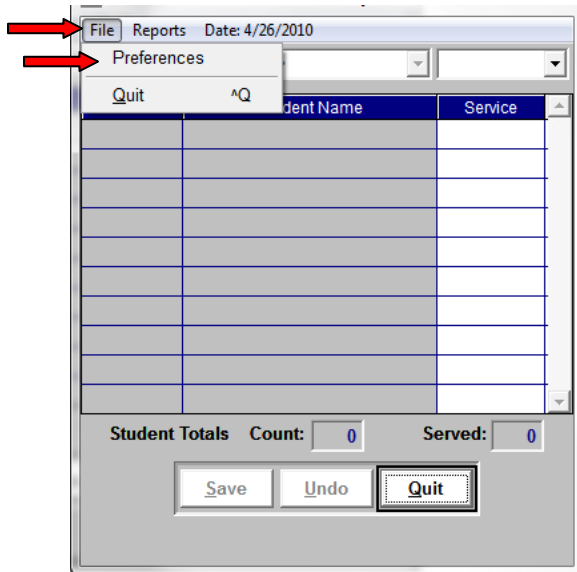 File Reports Date: 4/26/2010
Preferences
Quit ^Q
Name Service
Student Totals Count: 0 Served: 0
Save Undo Quit